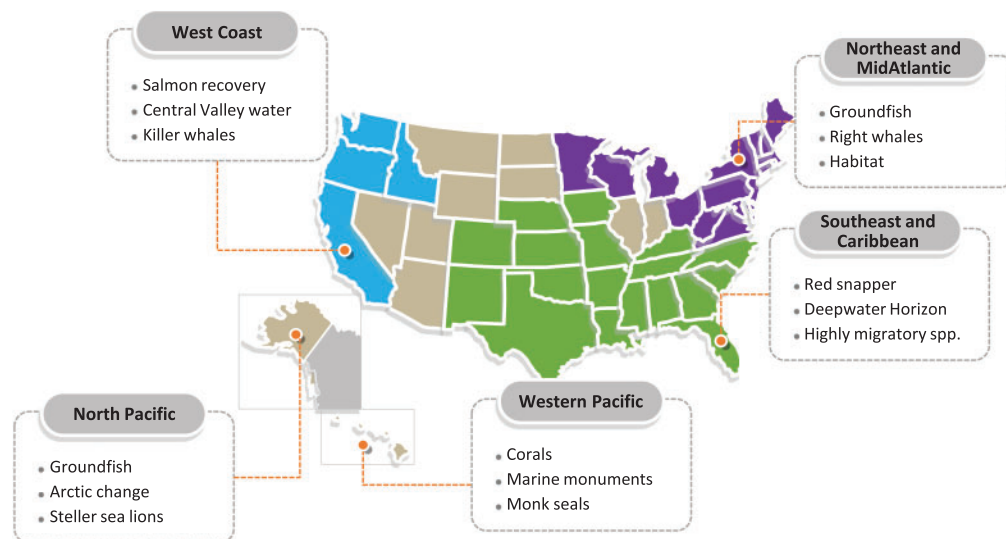 West Coast
Salmon recovery
Central Valley water
Killer whales
Northeast and
MidAtlantic
Groundfish
Right whales
Habitat
Southeast and
Caribbean
Red snapper
Deepwater Horizon
Highly migratory spp.
North Pacific
Groundfish
Arctic change
Steller sea lions
Western Pacific
Corals
Marine monuments
Monk seals